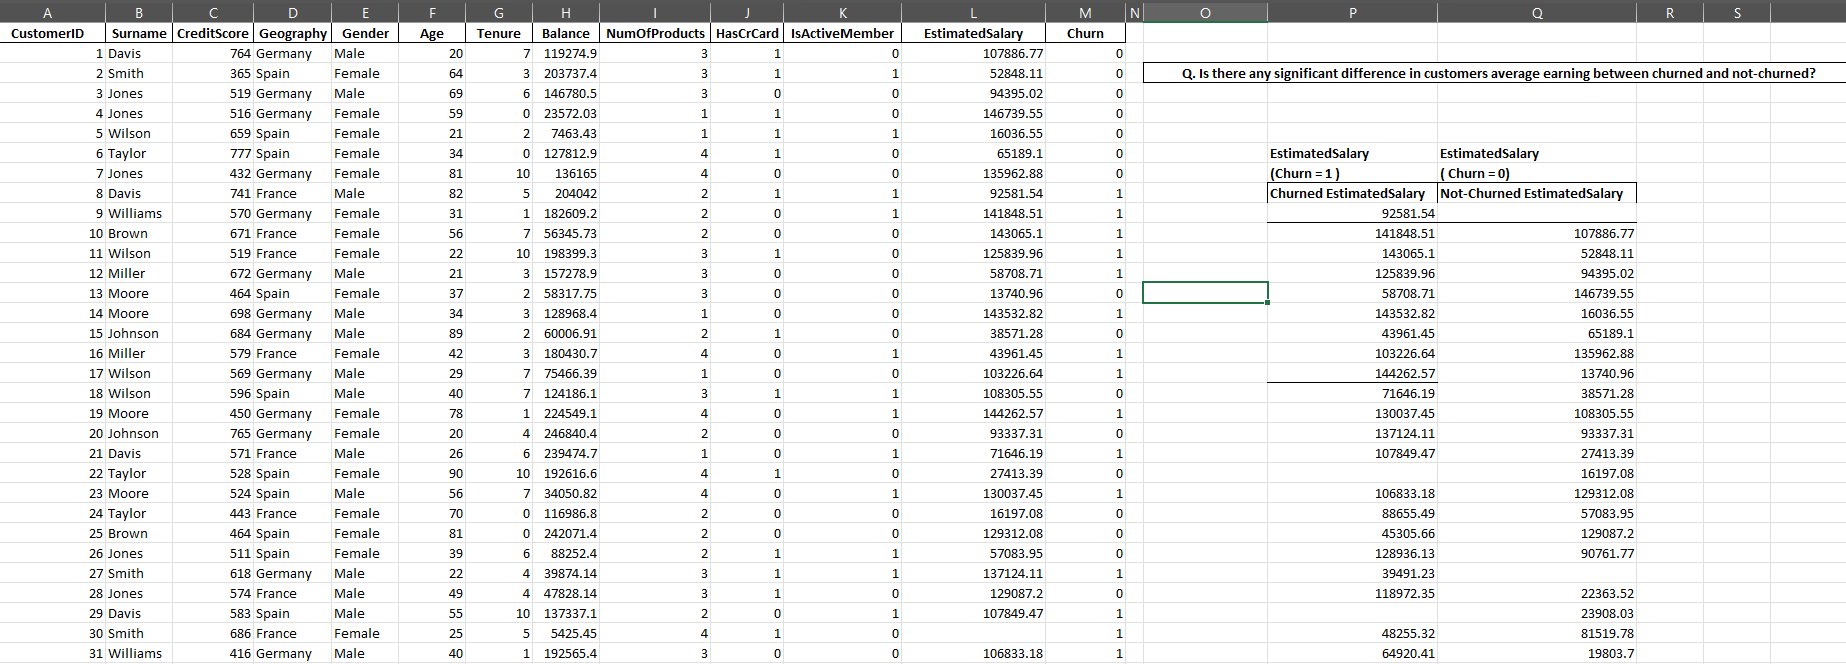 A B C D E F G H I J K L M N O P Q R S
CustomerID Surname CreditScore Geography Gender Age Tenure Balance NumOfProducts HasCrCard IsActiveMember EstimatedSalary Churn
1 Davis 764 Germany Male 20 7 119274.9 3 1 0 107886.77 0
2 Smith 365 Spain Female 64 3 203737.4 3 1 1 52848.11 0 Q. Is there any significant difference in customers average earning between churned and not-churned?
3 Jones 519 Germany Male 69 6 146780.5 3 0 0 94395.02 0
4 Jones 516 Germany Female 59 0 23572.03 1 1 0 146739.55 0
5 Wilson 659 Spain Female 21 2 7463.43 1 1 1 16036.55 0
6 Taylor 777 Spain Female 34 0 127812.9 4 1 0 65189.1 0 EstimatedSalary EstimatedSalary
7 Jones 432 Germany Female 81 10 136165 4 0 0 135962.88 0 (Churn = 1 ) ( Churn = 0)
8 Davis 741 France Male 82 5 204042 2 1 1 92581.54 1 Churned EstimatedSalary Not-Churned EstimatedSalary
9 Williams 570 Germany Female 31 1 182609.2 2 0 1 141848.51 1 92581.54
10 Brown 671 France Female 56 7 56345.73 2 0 0 143065.1 1 141848.51 107886.77
11 Wilson 519 France Female 22 10 198399.3 3 1 0 125839.96 1 143065.1 52848.11
12 Miller 672 Germany Male 21 3 157278.9 3 0 0 58708.71 1 125839.96 94395.02
13 Moore 464 Spain Female 37 2 58317.75 3 0 0 13740.96 0 58708.71 146739.55
14 Moore 698 Germany Male 34 3 128968.4 1 0 0 143532.82 1 143532.82 16036.55
15 Johnson 684 Germany Male 89 2 60006.91 2 1 0 38571.28 0 43961.45 65189.1
16 Miller 579 France Female 42 3 180430.7 4 0 1 43961.45 1 103226.64 135962.88
17 Wilson 569 Germany Male 29 7 75466.39 1 0 0 103226.64 1 144262.57 13740.96
18 Wilson 596 Spain Male 40 7 124186.1 3 1 1 108305.55 0 71646.19 38571.28
19 Moore 450 Germany Female 78 1 224549.1 4 0 1 144262.57 1 130037.45 108305.55
20 Johnson 765 Germany Female 20 4 246840.4 2 0 0 93337.31 0 137124.11 93337.31
21 Davis 571 France Male 26 6 239474.7 1 0 0 71646.19 1 107849.47 27413.39
22 Taylor 528 Spain Female 90 10 192616.6 4 1 0 27413.39 0 16197.08
23 Moore 524 Spain Male 56 7 34050.82 4 0 1 130037.45 1 106833.18 129312.08
24 Taylor 443 France Female 70 0 116986.8 2 0 0 16197.08 0 88655.49 57083.95
25 Brown 464 Spain Female 81 0 242071.4 2 0 0 129312.08 0 45305.66 129087.2
26 Jones 511 Spain Female 39 6 88252.4 2 1 1 57083.95 0 128936.13 90761.77
27 Smith 618 Germany Male 22 4 39874.14 3 1 1 137124.11 1 39491.23
28 Jones 574 France Male 49 4 47828.14 3 1 0 129087.2 0 118972.35 22363.52
29 Davis 583 Spain Male 55 10 137337.1 2 0 1 107849.47 1 23908.03
30 Smith 686 France Female 25 5 5425.45 4 1 0 1 48255.32 81519.78
31 Williams 416 Germany Male 40 1 192565.4 3 0 0 106833.18 1 64920.41 19803.7